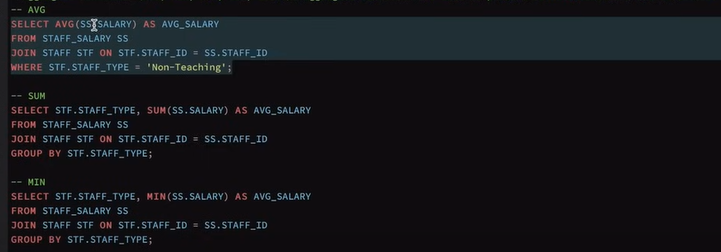 -- AVG
SELECT AVG(SS.SALARY) AS AVG_SALARY
FROM STAFF_SALARY SS
JOIN STAFF STF ON STF.STAFF_ID = SS.STAFF_ID
WHERE STF.STAFF_TYPE = 'Non-Teaching';
-- SUM
SELECT STF.STAFF_TYPE, SUM(SS.SALARY) AS AVG_SALARY
FROM STAFF_SALARY SS
JOIN STAFF STF ON STF.STAFF_ID = SS.STAFF_ID
GROUP BY STF.STAFF_TYPE;
-- MIN
SELECT STF.STAFF_TYPE, MIN(SS.SALARY) AS AVG_SALARY
FROM STAFF_SALARY SS
JOIN STAFF STF ON STF.STAFF_ID = SS.STAFF_ID
GROUP BY STF.STAFF_TYPE;